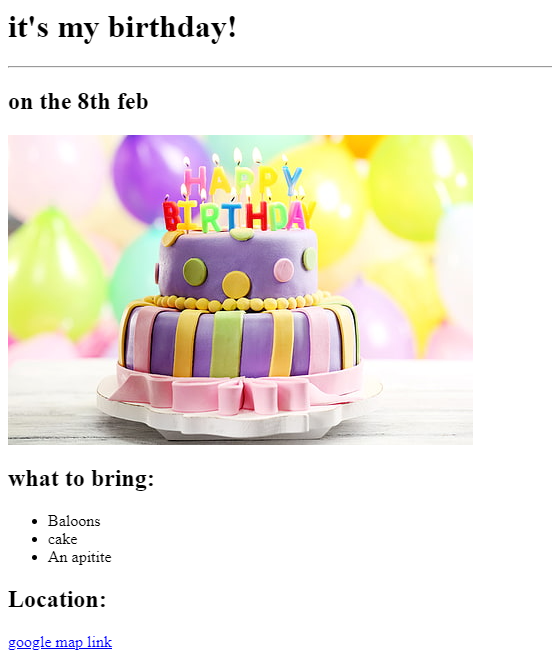 it's my birthday!
on the 8th feb
HAPPY
BIRTHDAY
what to bring:
Baloons
cake
An apitite
Location:
google map link